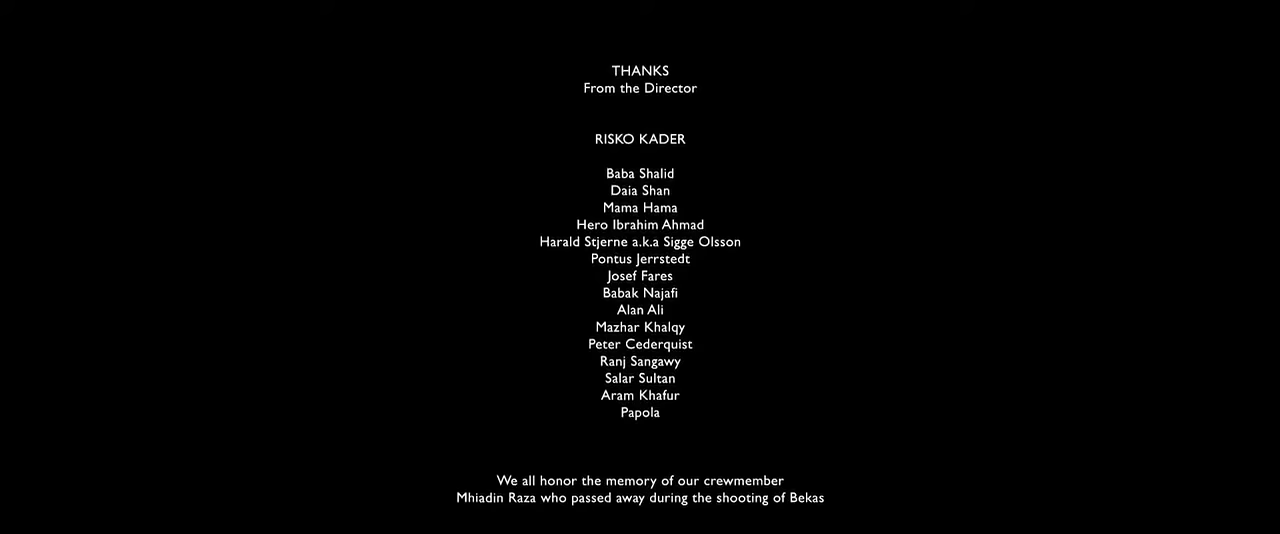 THANKS
From the Director
RISKO KADER
Baba Shalid
Daia Shan
Mama Hama
Hero Ibrahim Ahmad
Harald Stjerne a.k.a Sigge Olsson
Pontus Jerrstedt
Josef Fares
Babak Najafi
Alan Ali
Mazhar Khalqy
Peter Cederquist
Ranj Sangawy
Salar Sultan
Aram Khafur
Papola
We all honor the memory of our crewmember
Mhiadin Raza who passed away during the shooting of Bekas